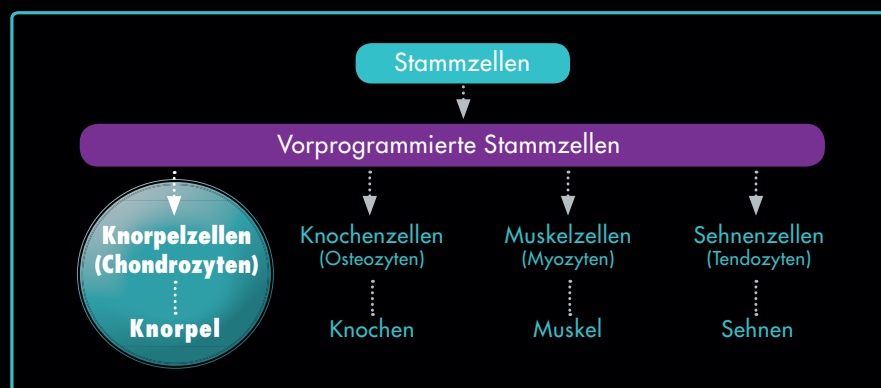 Stammzellen
Vorprogrammierte Stammzellen
Knorpelzellen
(Chondrozyten)
Knorpel
Knochenzellen
(Osteozyten)
Knochen
Muskelzellen
(Myozyten)
Muskel
Sehnenzellen
(Tendozyten)
Sehnen